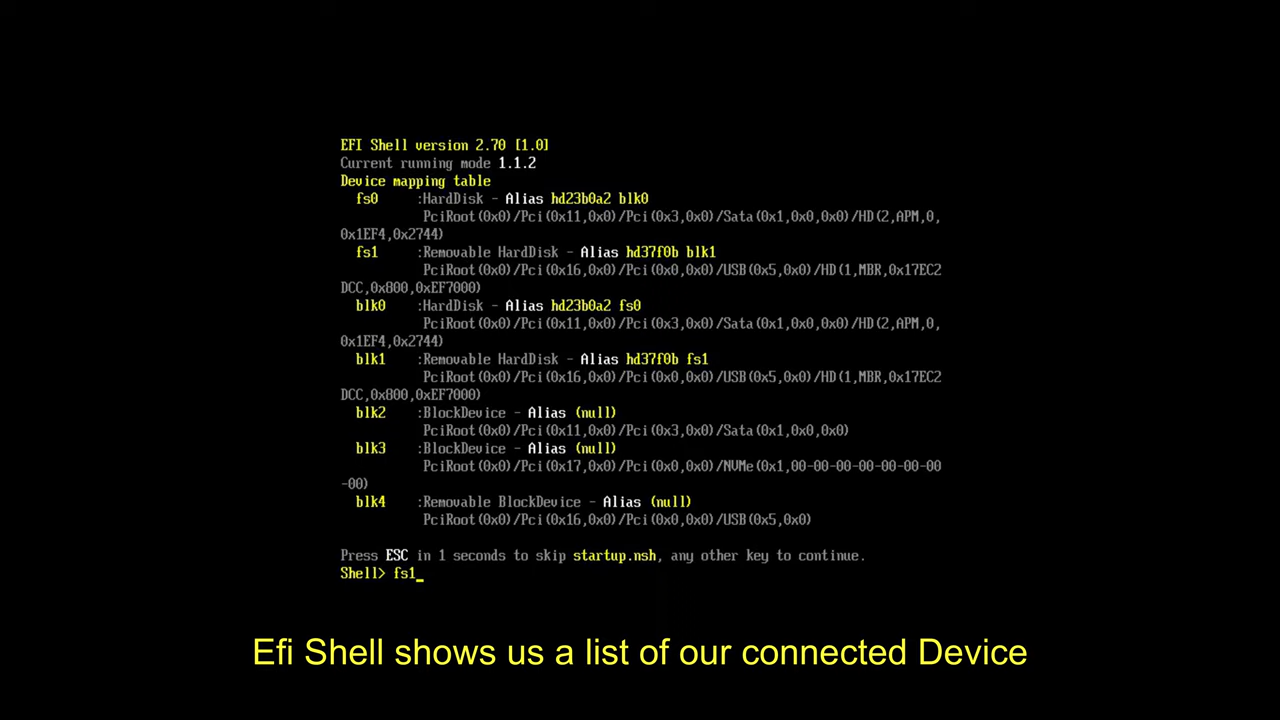 EFI Shell version 2.70 [1.0]
Current running mode 1.1.2
Device mapping table
fs0 :HardDisk - Alias hd23b0a2 blk0
PciRoot(0x0)/Pci(0x11,0x0)/Pci(0x3,0x0)/Sata(0x1,0x0,0x0)/HD(2,APM,0,
0x1EF4,0x2744)
fs1 :Removable HardDisk - Alias hd37f0b blk1
PciRoot(0x0)/Pci(0x16,0x0)/Pci(0x0,0x0)/USB(0x5,0x0)/HD(1,MBR,0x17EC2
DCC,0x800,0xEF7000)
blk0 :HardDisk - Alias hd23b0a2 fs0
PciRoot(0x0)/Pci(0x11,0x0)/Pci(0x3,0x0)/Sata(0x1,0x0,0x0)/HD(2,APM,0,
0x1EF4,0x2744)
blk1 :Removable HardDisk - Alias hd37f0b fs1
PciRoot(0x0)/Pci(0x16,0x0)/Pci(0x0,0x0)/USB(0x5,0x0)/HD(1,MBR,0x17EC2
DCC,0x800,0xEF7000)
blk2 :BlockDevice - Alias (null)
PciRoot(0x0)/Pci(0x11,0x0)/Pci(0x3,0x0)/Sata(0x1,0x0,0x0)
blk3 :BlockDevice - Alias (null)
PciRoot(0x0)/Pci(0x17,0x0)/Pci(0x0,0x0)/NVMe(0x1,00-00-00-00-00-00-00
-00)
blk4 :Removable BlockDevice - Alias (null)
PciRoot(0x0)/Pci(0x16,0x0)/Pci(0x0,0x0)/USB(0x5,0x0)
Press ESC in 1 seconds to skip startup.nsh, any other key to continue.
Shell> fs1_
Efi Shell shows us a list of our connected Device